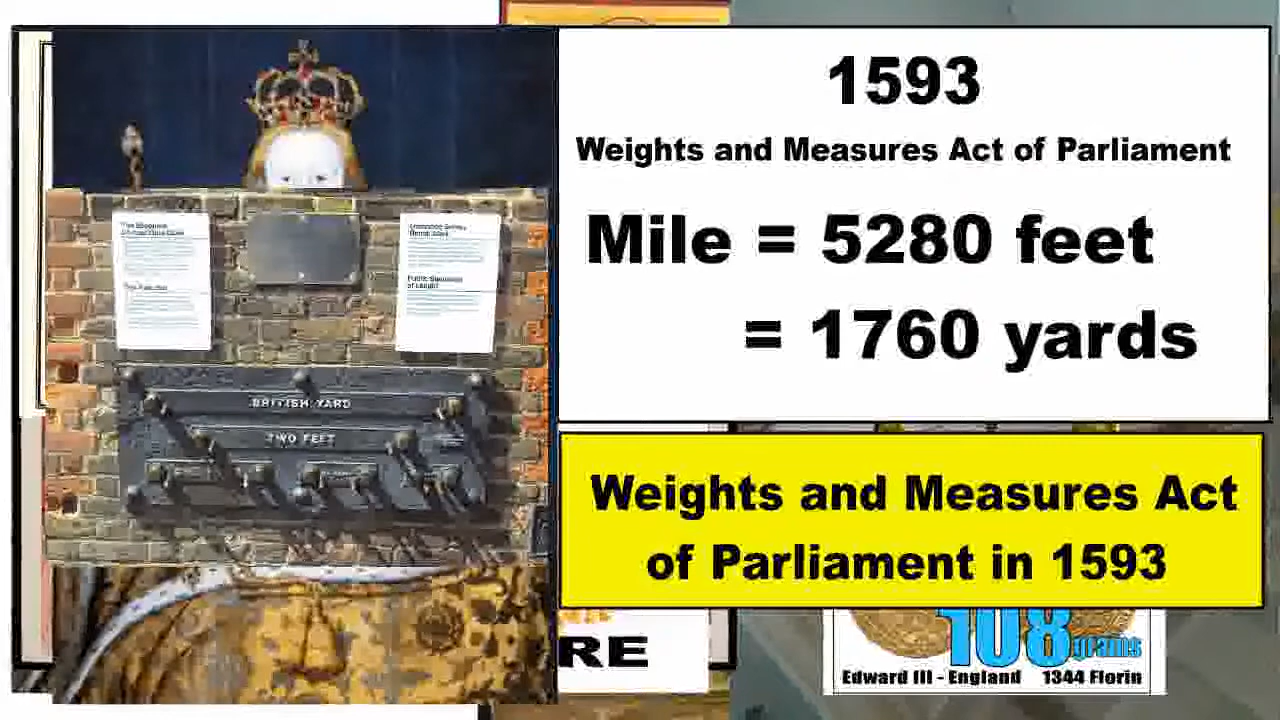 1593
Weights and Measures Act of Parliament
Mile = 5280 feet
= 1760 yards
BRITISH YARD
TWO FEET
Weights and Measures Act
of Parliament in 1593
RE
108 grams
Edward III - England 1344 Florin